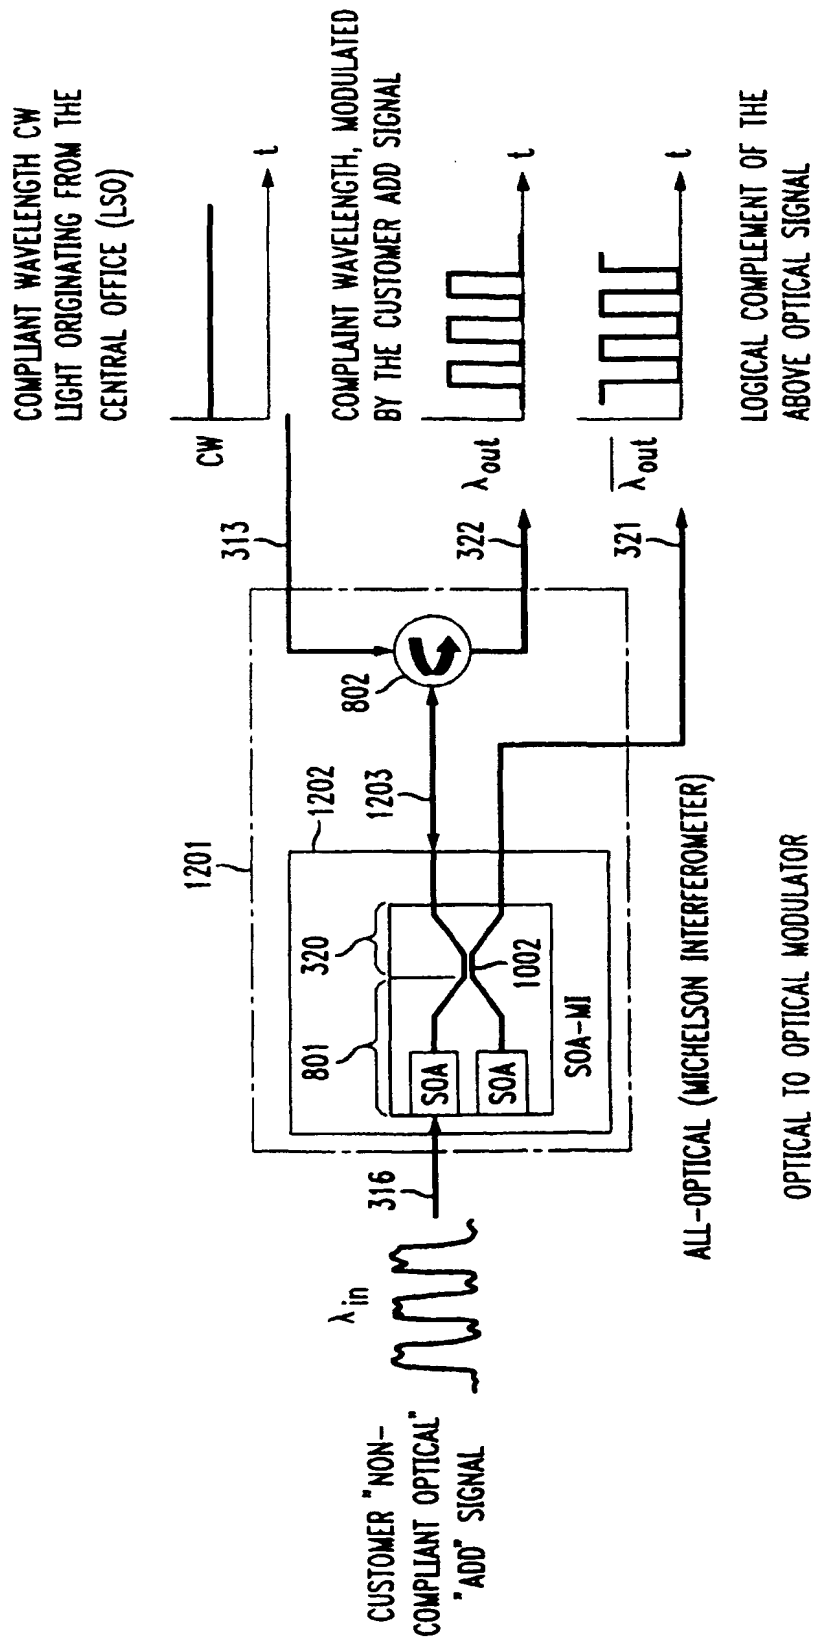 COMPLIANT WAVELENGTH CW
LIGHT ORIGINATING FROM THE
CENTRAL OFFICE (LSO)
CW
t
313
COMPLAINT WAVELENGTH, MODULATED
BY THE CUSTOMER ADD SIGNAL
λout
t
322
λout
t
321
LOGICAL COMPLEMENT OF THE
ABOVE OPTICAL SIGNAL
1201
1202
802
1203
320
801
1002
SOA
SOA
SOA-MI
316
λin
CUSTOMER "NON-
COMPLIANT OPTICAL"
"ADD" SIGNAL
ALL-OPTICAL (MICHELSON INTERFEROMETER)
OPTICAL TO OPTICAL MODULATOR